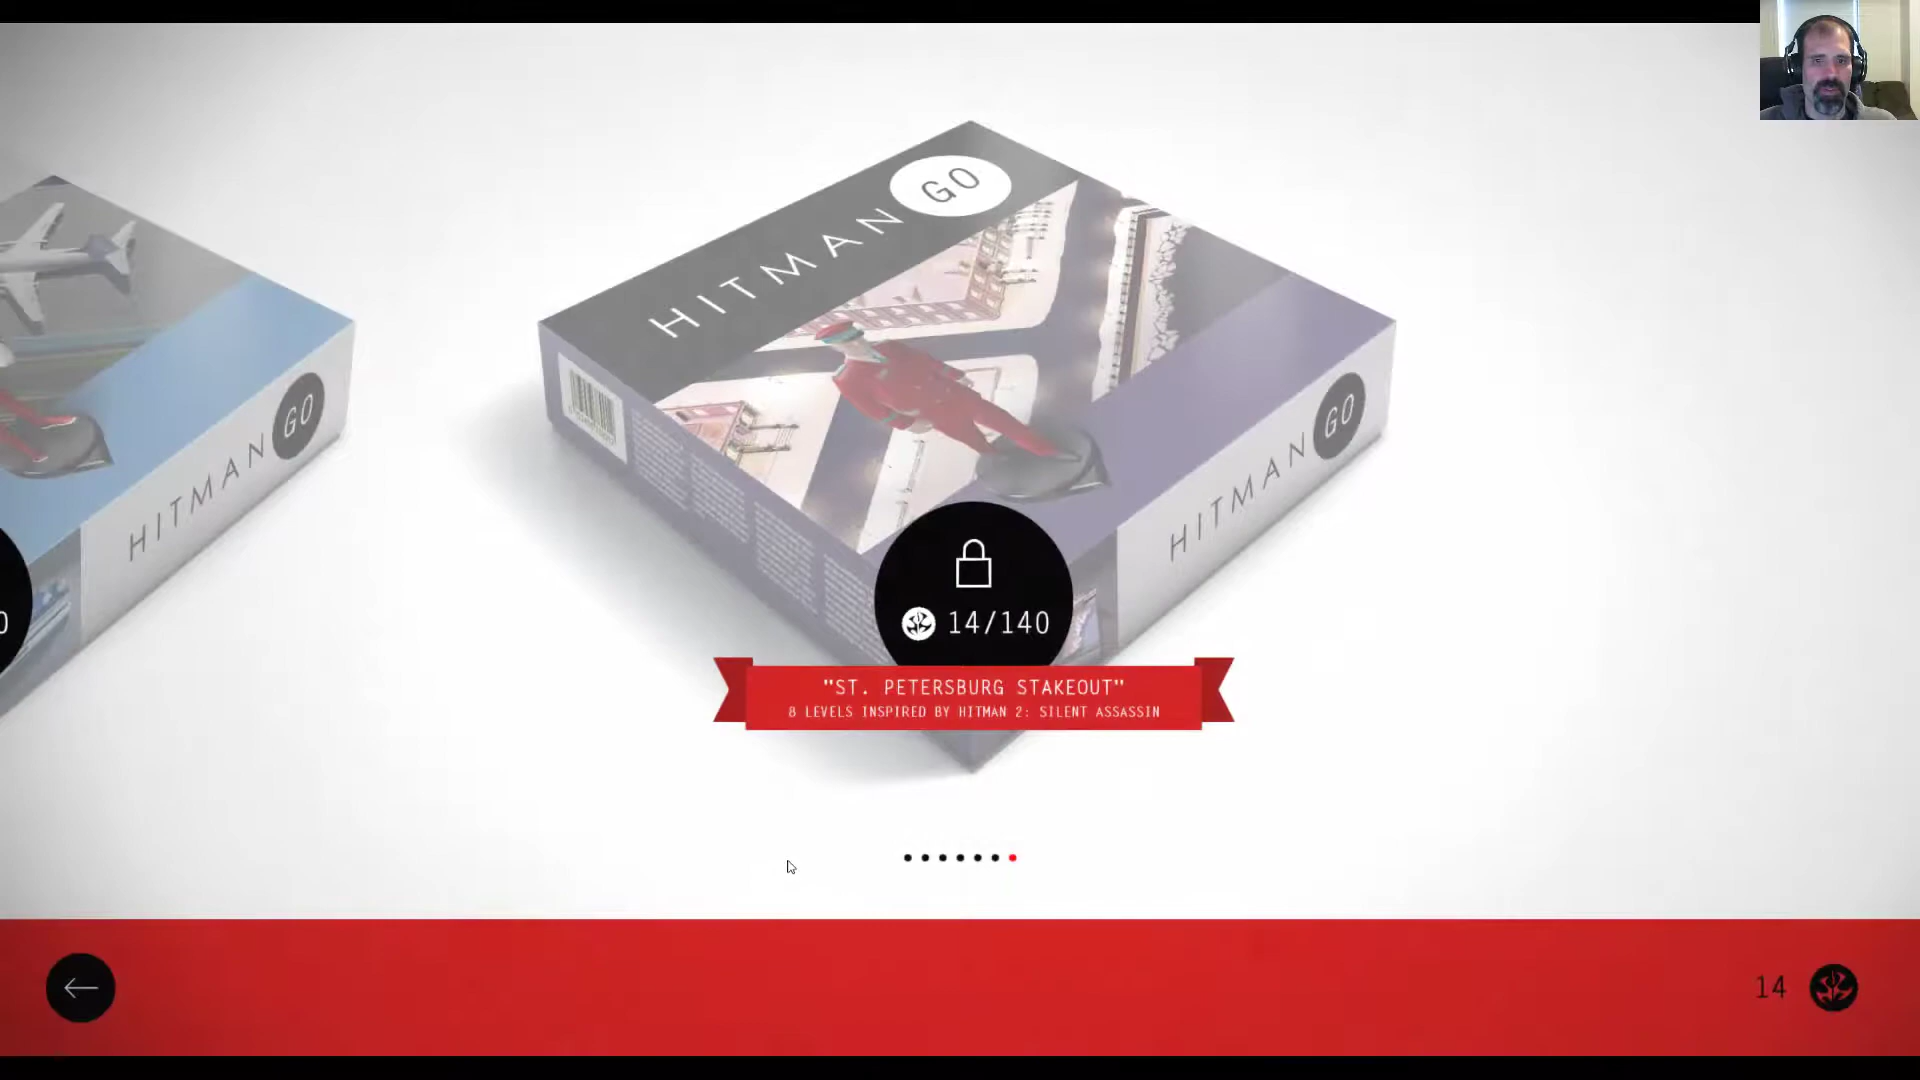 HITMAN GO
HITMAN GO
HITMAN GO
14/140
"ST. PETERSBURG STAKEOUT"
8 LEVELS INSPIRED BY HITMAN 2: SILENT ASSASSIN
14